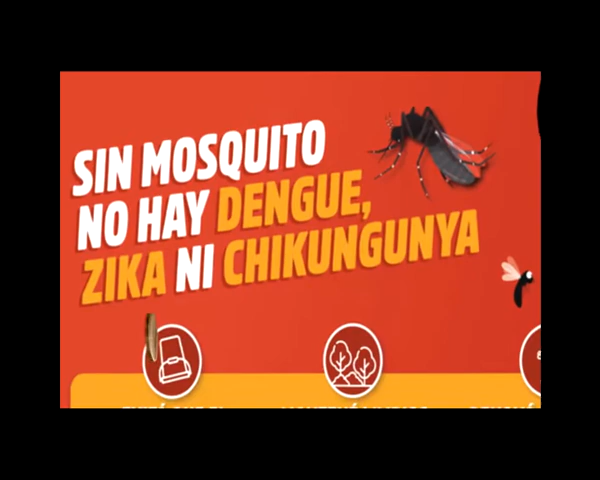 SIN MOSQUITO
NO HAY DENGUE,
ZIKA NI CHIKUNGUNYA